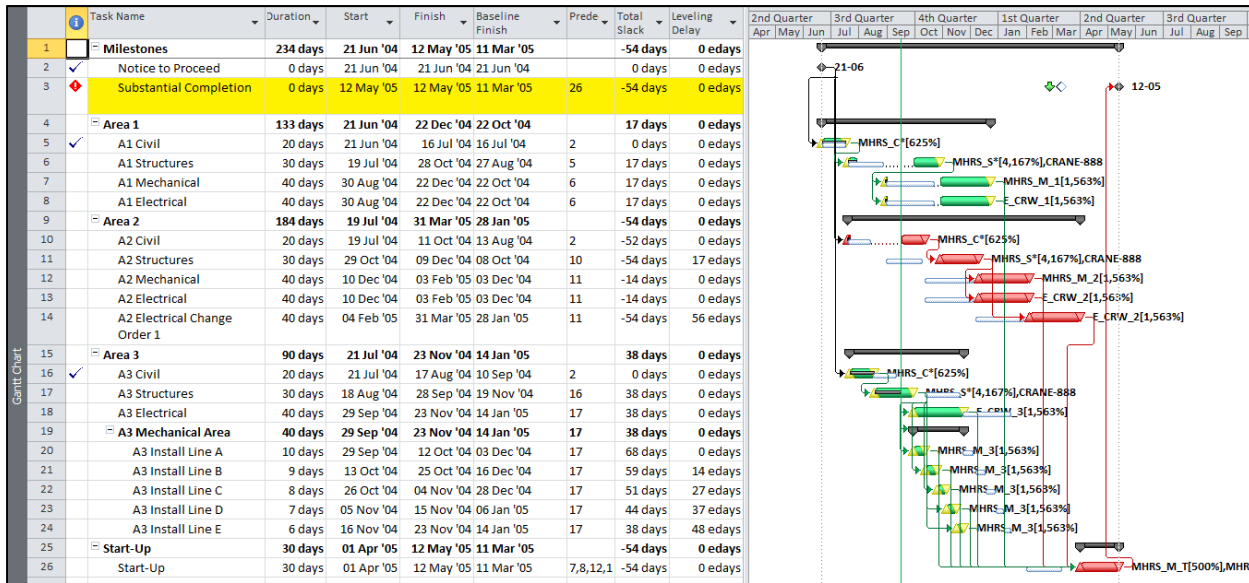 Task Name Duration Start Finish Baseline Finish Prede Total Slack Leveling Delay
2nd Quarter 3rd Quarter 4th Quarter 1st Quarter 2nd Quarter 3rd Quarter
Apr May Jun Jul Aug Sep Oct Nov Dec Jan Feb Mar Apr May Jun Jul Aug Sep
1 Milestones 234 days 21 Jun '04 12 May '05 11 Mar '05 -54 days 0 edays
2 Notice to Proceed 0 days 21 Jun '04 21 Jun '04 21 Jun '04 0 days 0 edays 21-06
3 Substantial Completion 0 days 12 May '05 12 May '05 11 Mar '05 26 -54 days 0 edays 12-05
4 Area 1 133 days 21 Jun '04 22 Dec '04 22 Oct '04 17 days 0 edays
5 A1 Civil 20 days 21 Jun '04 16 Jul '04 16 Jul '04 2 0 days 0 edays MHRS_C*[625%]
6 A1 Structures 30 days 19 Jul '04 28 Oct '04 27 Aug '04 5 17 days 0 edays MHRS_S*[4,167%],CRANE-888
7 A1 Mechanical 40 days 30 Aug '04 22 Dec '04 22 Oct '04 6 17 days 0 edays MHRS_M_1[1,563%]
8 A1 Electrical 40 days 30 Aug '04 22 Dec '04 22 Oct '04 6 17 days 0 edays E_CRW_1[1,563%]
9 Area 2 184 days 19 Jul '04 31 Mar '05 28 Jan '05 -54 days 0 edays
10 A2 Civil 20 days 19 Jul '04 11 Oct '04 13 Aug '04 2 -52 days 0 edays MHRS_C*[625%]
11 A2 Structures 30 days 29 Oct '04 09 Dec '04 08 Oct '04 10 -54 days 17 edays MHRS_S*[4,167%],CRANE-888
12 A2 Mechanical 40 days 10 Dec '04 03 Feb '05 03 Dec '04 11 -14 days 0 edays MHRS_M_2[1,563%]
13 A2 Electrical 40 days 10 Dec '04 03 Feb '05 03 Dec '04 11 -14 days 0 edays E_CRW_2[1,563%]
14 A2 Electrical Change 40 days 04 Feb '05 31 Mar '05 28 Jan '05 11 -54 days 56 edays E_CRW_2[1,563%]
Order 1
15 Area 3 90 days 21 Jul '04 23 Nov '04 14 Jan '05 38 days 0 edays
16 A3 Civil 20 days 21 Jul '04 17 Aug '04 10 Sep '04 2 0 days 0 edays MHRS_C*[625%]
17 A3 Structures 30 days 18 Aug '04 28 Sep '04 19 Nov '04 16 38 days 0 edays MHRS_S*[4,167%],CRANE-888
18 A3 Electrical 40 days 29 Sep '04 23 Nov '04 14 Jan '05 17 38 days 0 edays E_CRW_3[1,563%]
19 A3 Mechanical Area 40 days 29 Sep '04 23 Nov '04 14 Jan '05 17 38 days 0 edays
20 A3 Install Line A 10 days 29 Sep '04 12 Oct '04 03 Dec '04 17 68 days 0 edays MHRS_M_3[1,563%]
21 A3 Install Line B 9 days 13 Oct '04 25 Oct '04 16 Dec '04 17 59 days 14 edays MHRS_M_3[1,563%]
22 A3 Install Line C 8 days 26 Oct '04 04 Nov '04 28 Dec '04 17 51 days 27 edays MHRS_M_3[1,563%]
23 A3 Install Line D 7 days 05 Nov '04 15 Nov '04 06 Jan '05 17 44 days 37 edays MHRS_M_3[1,563%]
24 A3 Install Line E 6 days 16 Nov '04 23 Nov '04 14 Jan '05 17 38 days 48 edays MHRS_M_3[1,563%]
25 Start-Up 30 days 01 Apr '05 12 May '05 11 Mar '05 -54 days 0 edays
26 Start-Up 30 days 01 Apr '05 12 May '05 11 Mar '05 7,8,12,1 -54 days 0 edays MHRS_M_T[500%],MHR
Gantt Chart